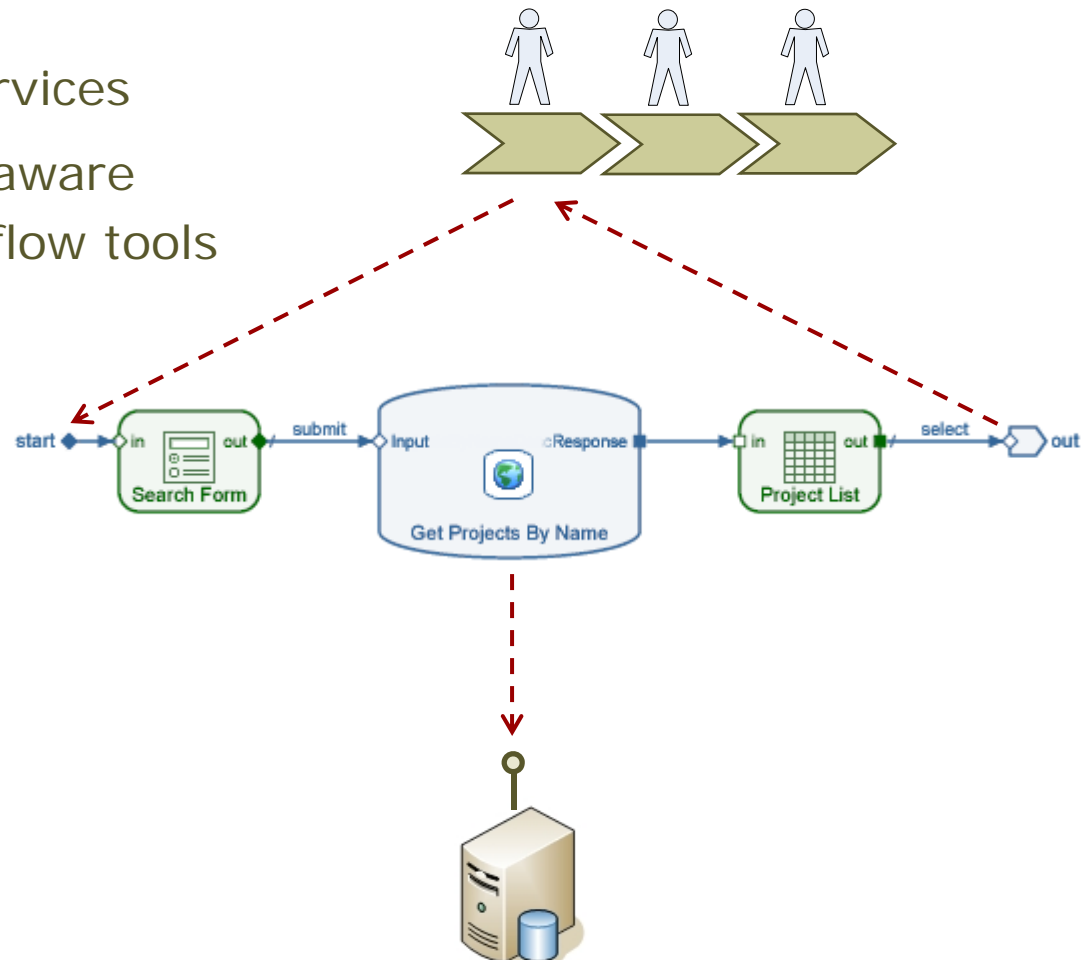 rvices
aware
flow tools
start
in
out
Search Form
submit
Input
cResponse
Get Projects By Name
in
out
Project List
select
out